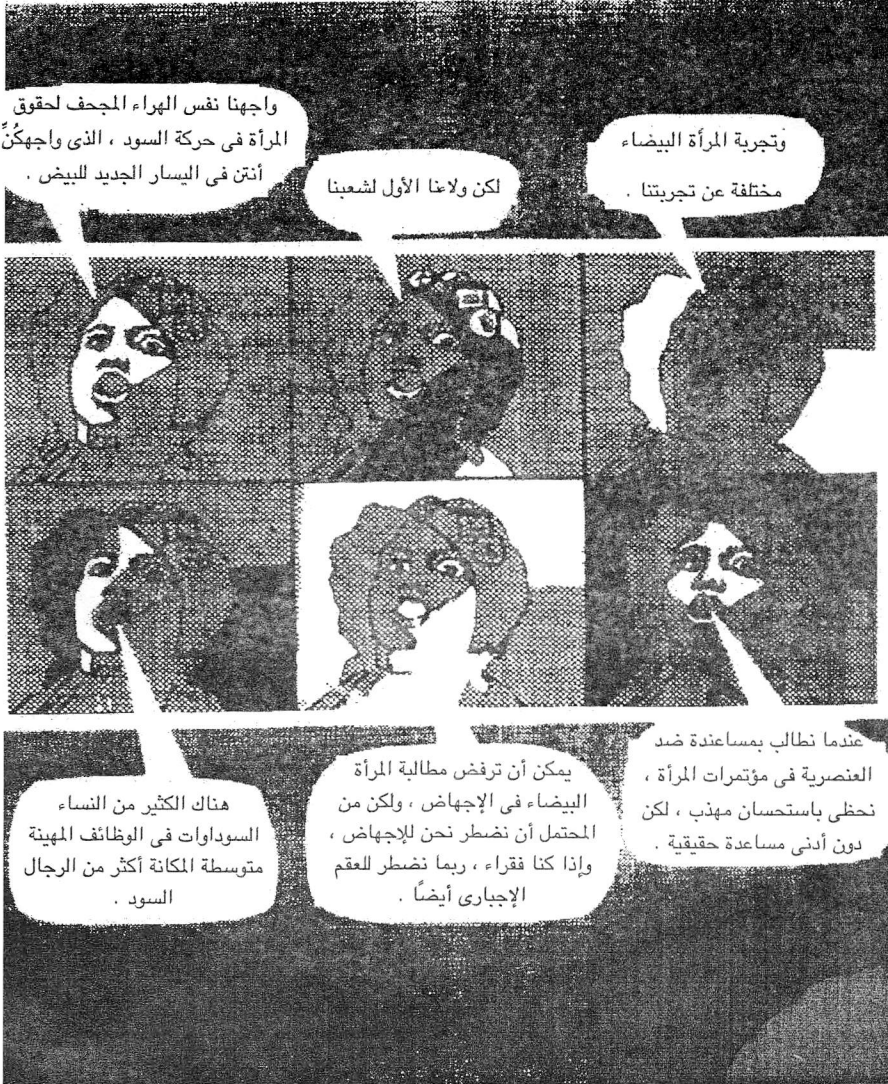 وتجربة المرأة البيضاء
مختلفة عن تجربتنا .
لكن ولاعنا الأول لشعبنا
واجهنا نفس الهراء المجحف لحقوق
المرأة فى حركة السود ، الذى واجهكُنِّ
أنتن فى اليسار الجديد للبيض .
عندما نطالب بمساعندة ضد
العنصرية فى مؤتمرات المرأة ،
نحظى باستحسان مهذب ، لكن
دون أدنى مساعدة حقيقية .
يمكن أن ترفض مطالبة المرأة
البيضاء فى الإجهاض ، ولكن من
المحتمل أن نضطر نحن للإجهاض ،
وإذا كنا فقراء ، ربما نضطر للعقم
الإجبارى أيضًا .
هناك الكثير من النساء
السوداوات فى الوظائف المهينة
متوسطة المكانة أكثر من الرجال
السود .